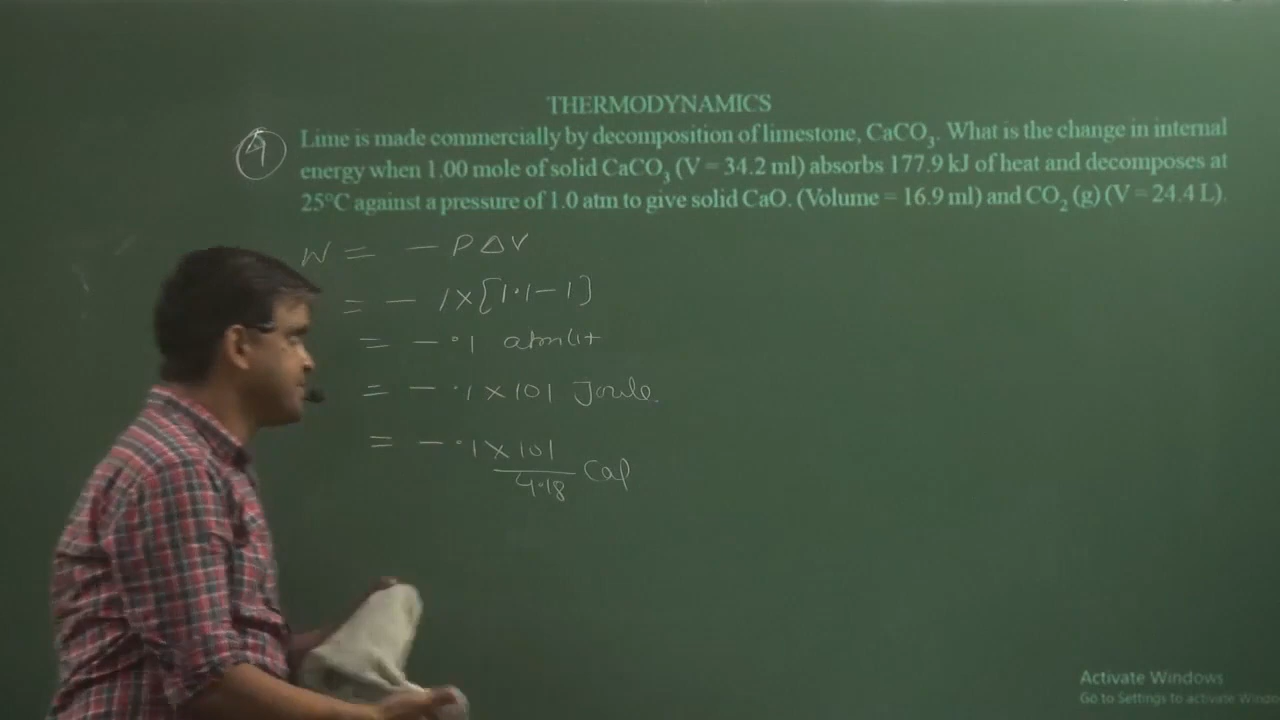 THERMODYNAMICS
9 Lime is made commercially by decomposition of limestone, CaCO₃. What is the change in internal
energy when 1.00 mole of solid CaCO₃ (V = 34.2 ml) absorbs 177.9 kJ of heat and decomposes at
25°C against a pressure of 1.0 atm to give solid CaO. (Volume = 16.9 ml) and CO₂ (g) (V = 24.4 L).
W = - PΔV
= - 1×[1.1-1]
= - .1 atm lit
= - .1 × 101 Joule.
= - .1 × 101
4.18 Cal
Activate Windows
Go to Settings to activate Windo